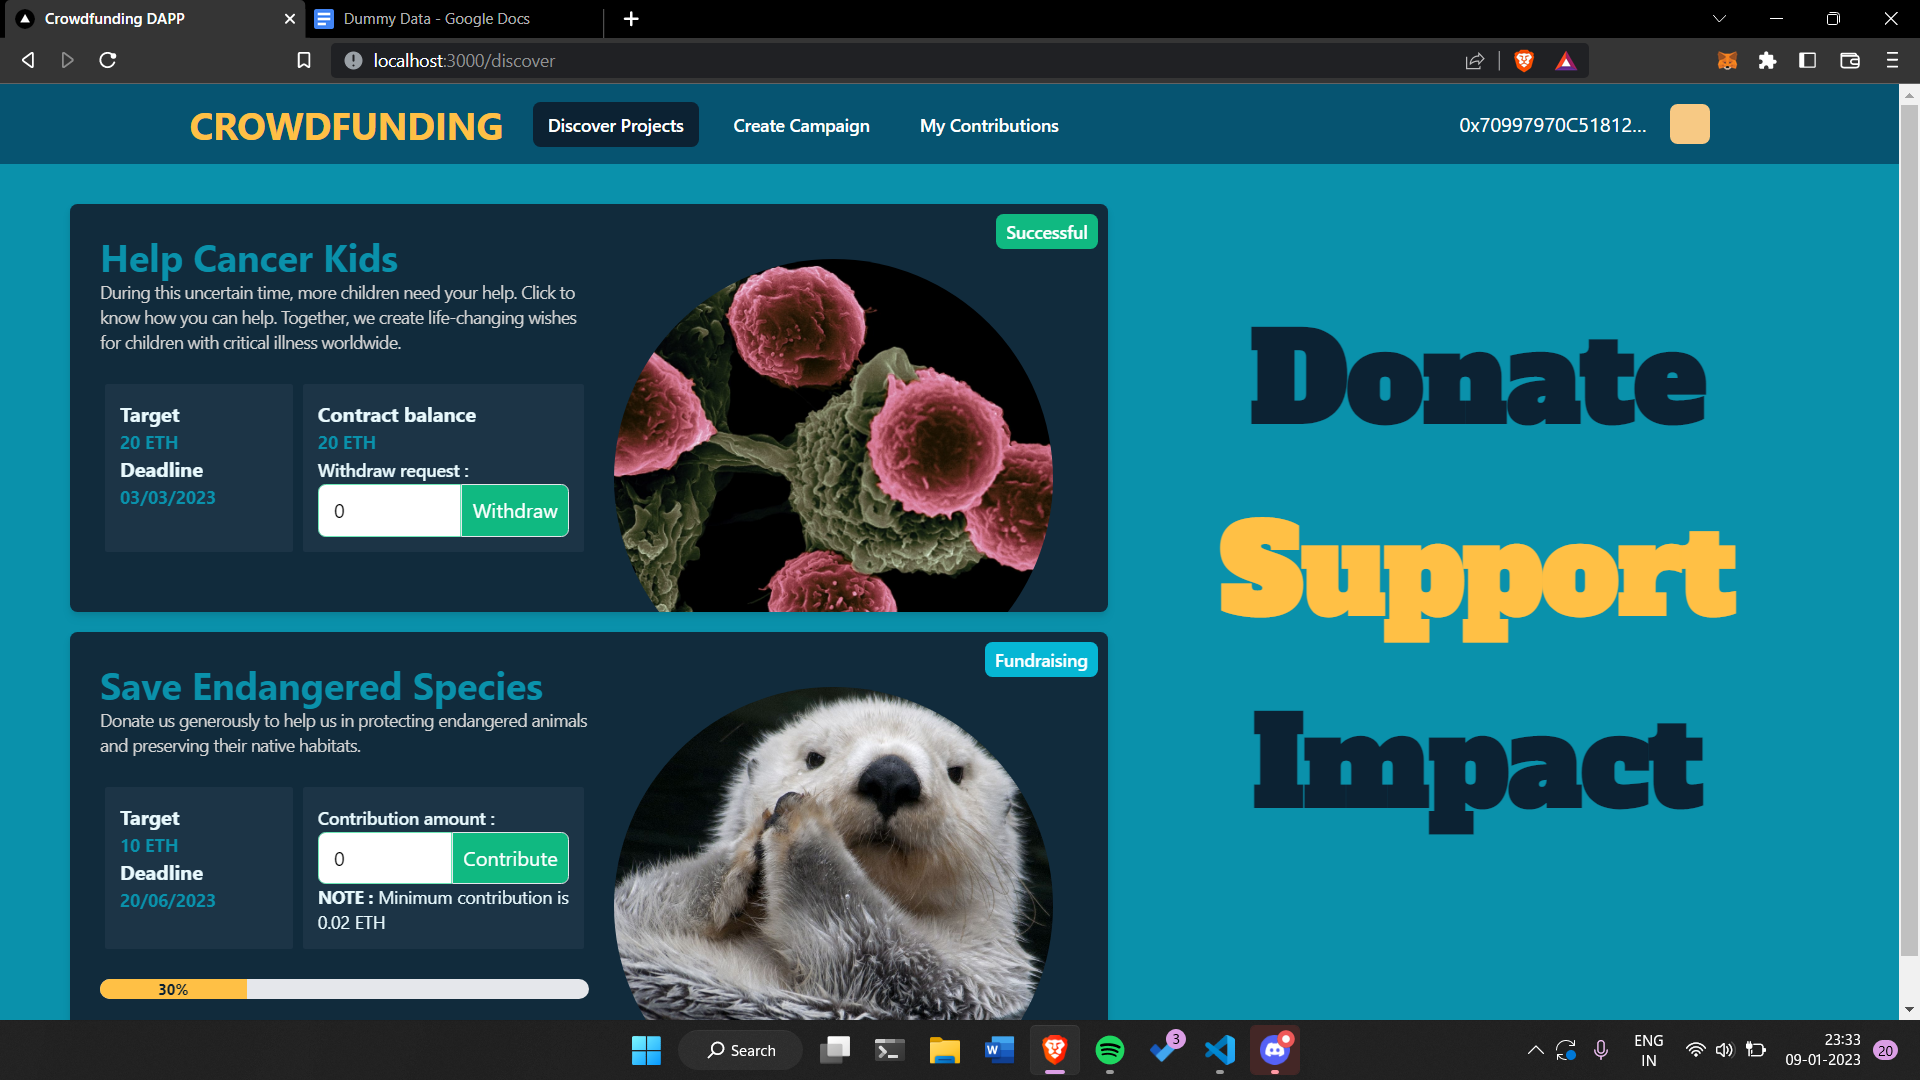 Crowdfunding DAPP
Dummy Data - Google Docs
localhost:3000/discover
CROWDFUNDING
Discover Projects
Create Campaign
My Contributions
0x70997970C51812...
Successful
Help Cancer Kids
During this uncertain time, more children need your help. Click to
know how you can help. Together, we create life-changing wishes
for children with critical illness worldwide.
Target
20 ETH
Deadline
03/03/2023
Contract balance
20 ETH
Withdraw request :
0
Withdraw
Fundraising
Save Endangered Species
Donate us generously to help us in protecting endangered animals
and preserving their native habitats.
Target
10 ETH
Deadline
20/06/2023
Contribution amount :
0
Contribute
NOTE : Minimum contribution is
0.02 ETH
30%
Donate
Support
Impact
Search
W
3
ENG
IN
23:33
09-01-2023
20